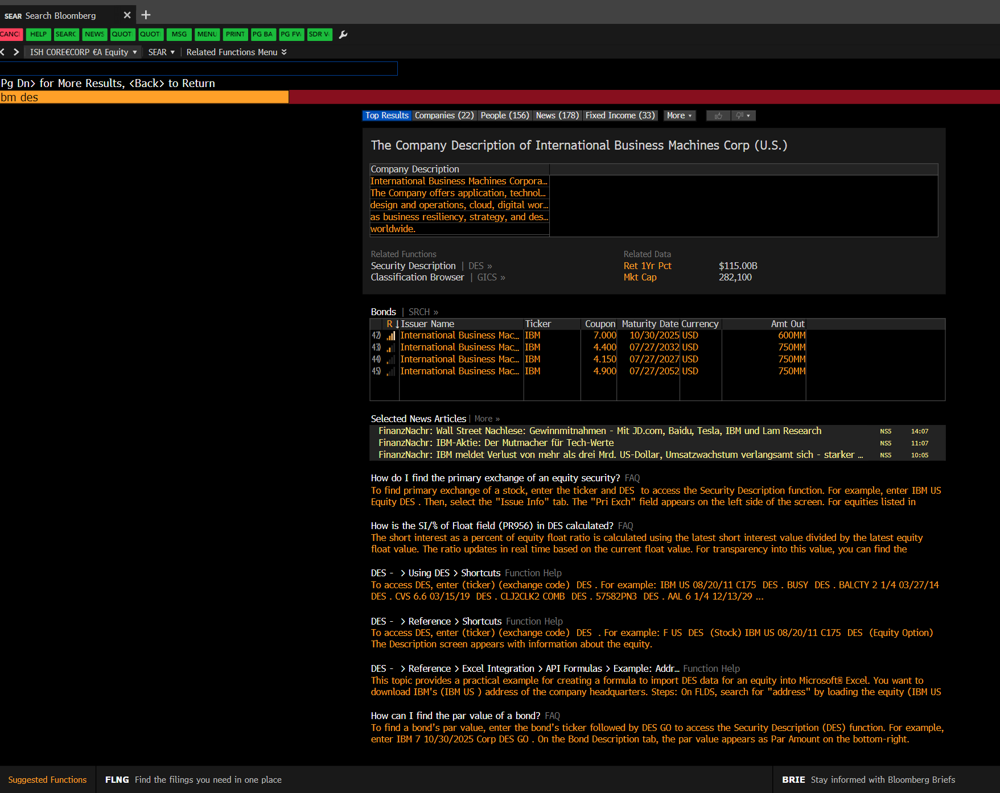 SEAR Search Bloomberg
CANC HELP SEARC NEWS QUOT QUOT MSG MENU PRINT PG BA PG FW SDR V
ISH CORE€CORP €A Equity SEAR Related Functions Menu
Pg Dn> for More Results, <Back> to Return
bm des
Top Results Companies (22) People (156) News (178) Fixed Income (33) More
The Company Description of International Business Machines Corp (U.S.)
Company Description
International Business Machines Corpora...
The Company offers application, technol...
design and operations, cloud, digital wor...
as business resiliency, strategy, and des...
worldwide.
Related Functions Related Data
Security Description | DES » Ret 1Yr Pct $115.00B
Classification Browser | GICS » Mkt Cap 282,100
Bonds | SRCH »
R ↓ Issuer Name Ticker Coupon Maturity Date Currency Amt Out
42) International Business Mac... IBM 7.000 10/30/2025 USD 600MM
43) International Business Mac... IBM 4.400 07/27/2032 USD 750MM
44) International Business Mac... IBM 4.150 07/27/2027 USD 750MM
45) International Business Mac... IBM 4.900 07/27/2052 USD 750MM
Selected News Articles | More »
FinanzNachr: Wall Street Nachlese: Gewinnmitnahmen - Mit JD.com, Baidu, Tesla, IBM und Lam Research NS5 14:07
FinanzNachr: IBM-Aktie: Der Mutmacher für Tech-Werte NS5 11:07
FinanzNachr: IBM meldet Verlust von mehr als drei Mrd. US-Dollar, Umsatzwachstum verlangsamt sich - starker ... NS5 10:05
How do I find the primary exchange of an equity security? FAQ
To find primary exchange of a stock, enter the ticker and DES to access the Security Description function. For example, enter IBM US
Equity DES . Then, select the "Issue Info" tab. The "Pri Exch" field appears on the left side of the screen. For equities listed in
How is the SI/% of Float field (PR956) in DES calculated? FAQ
The short interest as a percent of equity float ratio is calculated using the latest short interest value divided by the latest equity
float value. The ratio updates in real time based on the current float value. For transparency into this value, you can find the
DES - > Using DES > Shortcuts Function Help
To access DES, enter (ticker) (exchange code) DES . For example: IBM US 08/20/11 C175 DES . BUSY DES . BALCTY 2 1/4 03/27/14
DES . CVS 6.6 03/15/19 DES . CLJ2CLK2 COMB DES . 57582PN3 DES . AAL 6 1/4 12/13/29 ...
DES - > Reference > Shortcuts Function Help
To access DES, enter (ticker) (exchange code) DES . For example: F US DES (Stock) IBM US 08/20/11 C175 DES (Equity Option)
The Description screen appears with information about the equity.
DES - > Reference > Excel Integration > API Formulas > Example: Addr... Function Help
This topic provides a practical example for creating a formula to import DES data for an equity into Microsoft® Excel. You want to
download IBM's (IBM US ) address of the company headquarters. Steps: On FLDS, search for "address" by loading the equity (IBM US
How can I find the par value of a bond? FAQ
To find a bond’s par value, enter the bond’s ticker followed by DES GO to access the Security Description (DES) function. For example,
enter IBM 7 10/30/2025 Corp DES GO . On the Bond Description tab, the par value appears as Par Amount on the bottom-right.
Suggested Functions FLNG Find the filings you need in one place BRIE Stay informed with Bloomberg Briefs